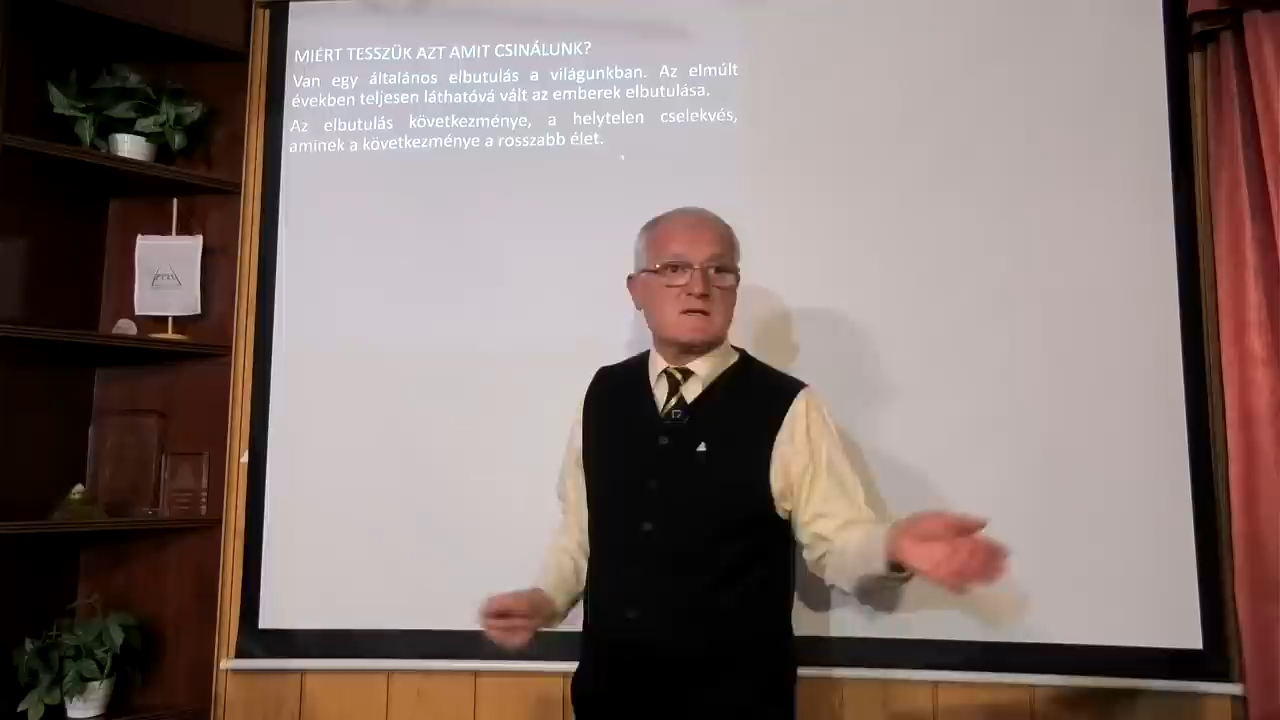 MIÉRT TESSZÜK AZT AMIT CSINÁLUNK?
Van egy általános elbutulás a világunkban. Az elmúlt
években teljesen láthatóvá vált az emberek elbutulása.
Az elbutulás következménye, a helytelen cselekvés,
aminek a következménye a rosszabb élet.